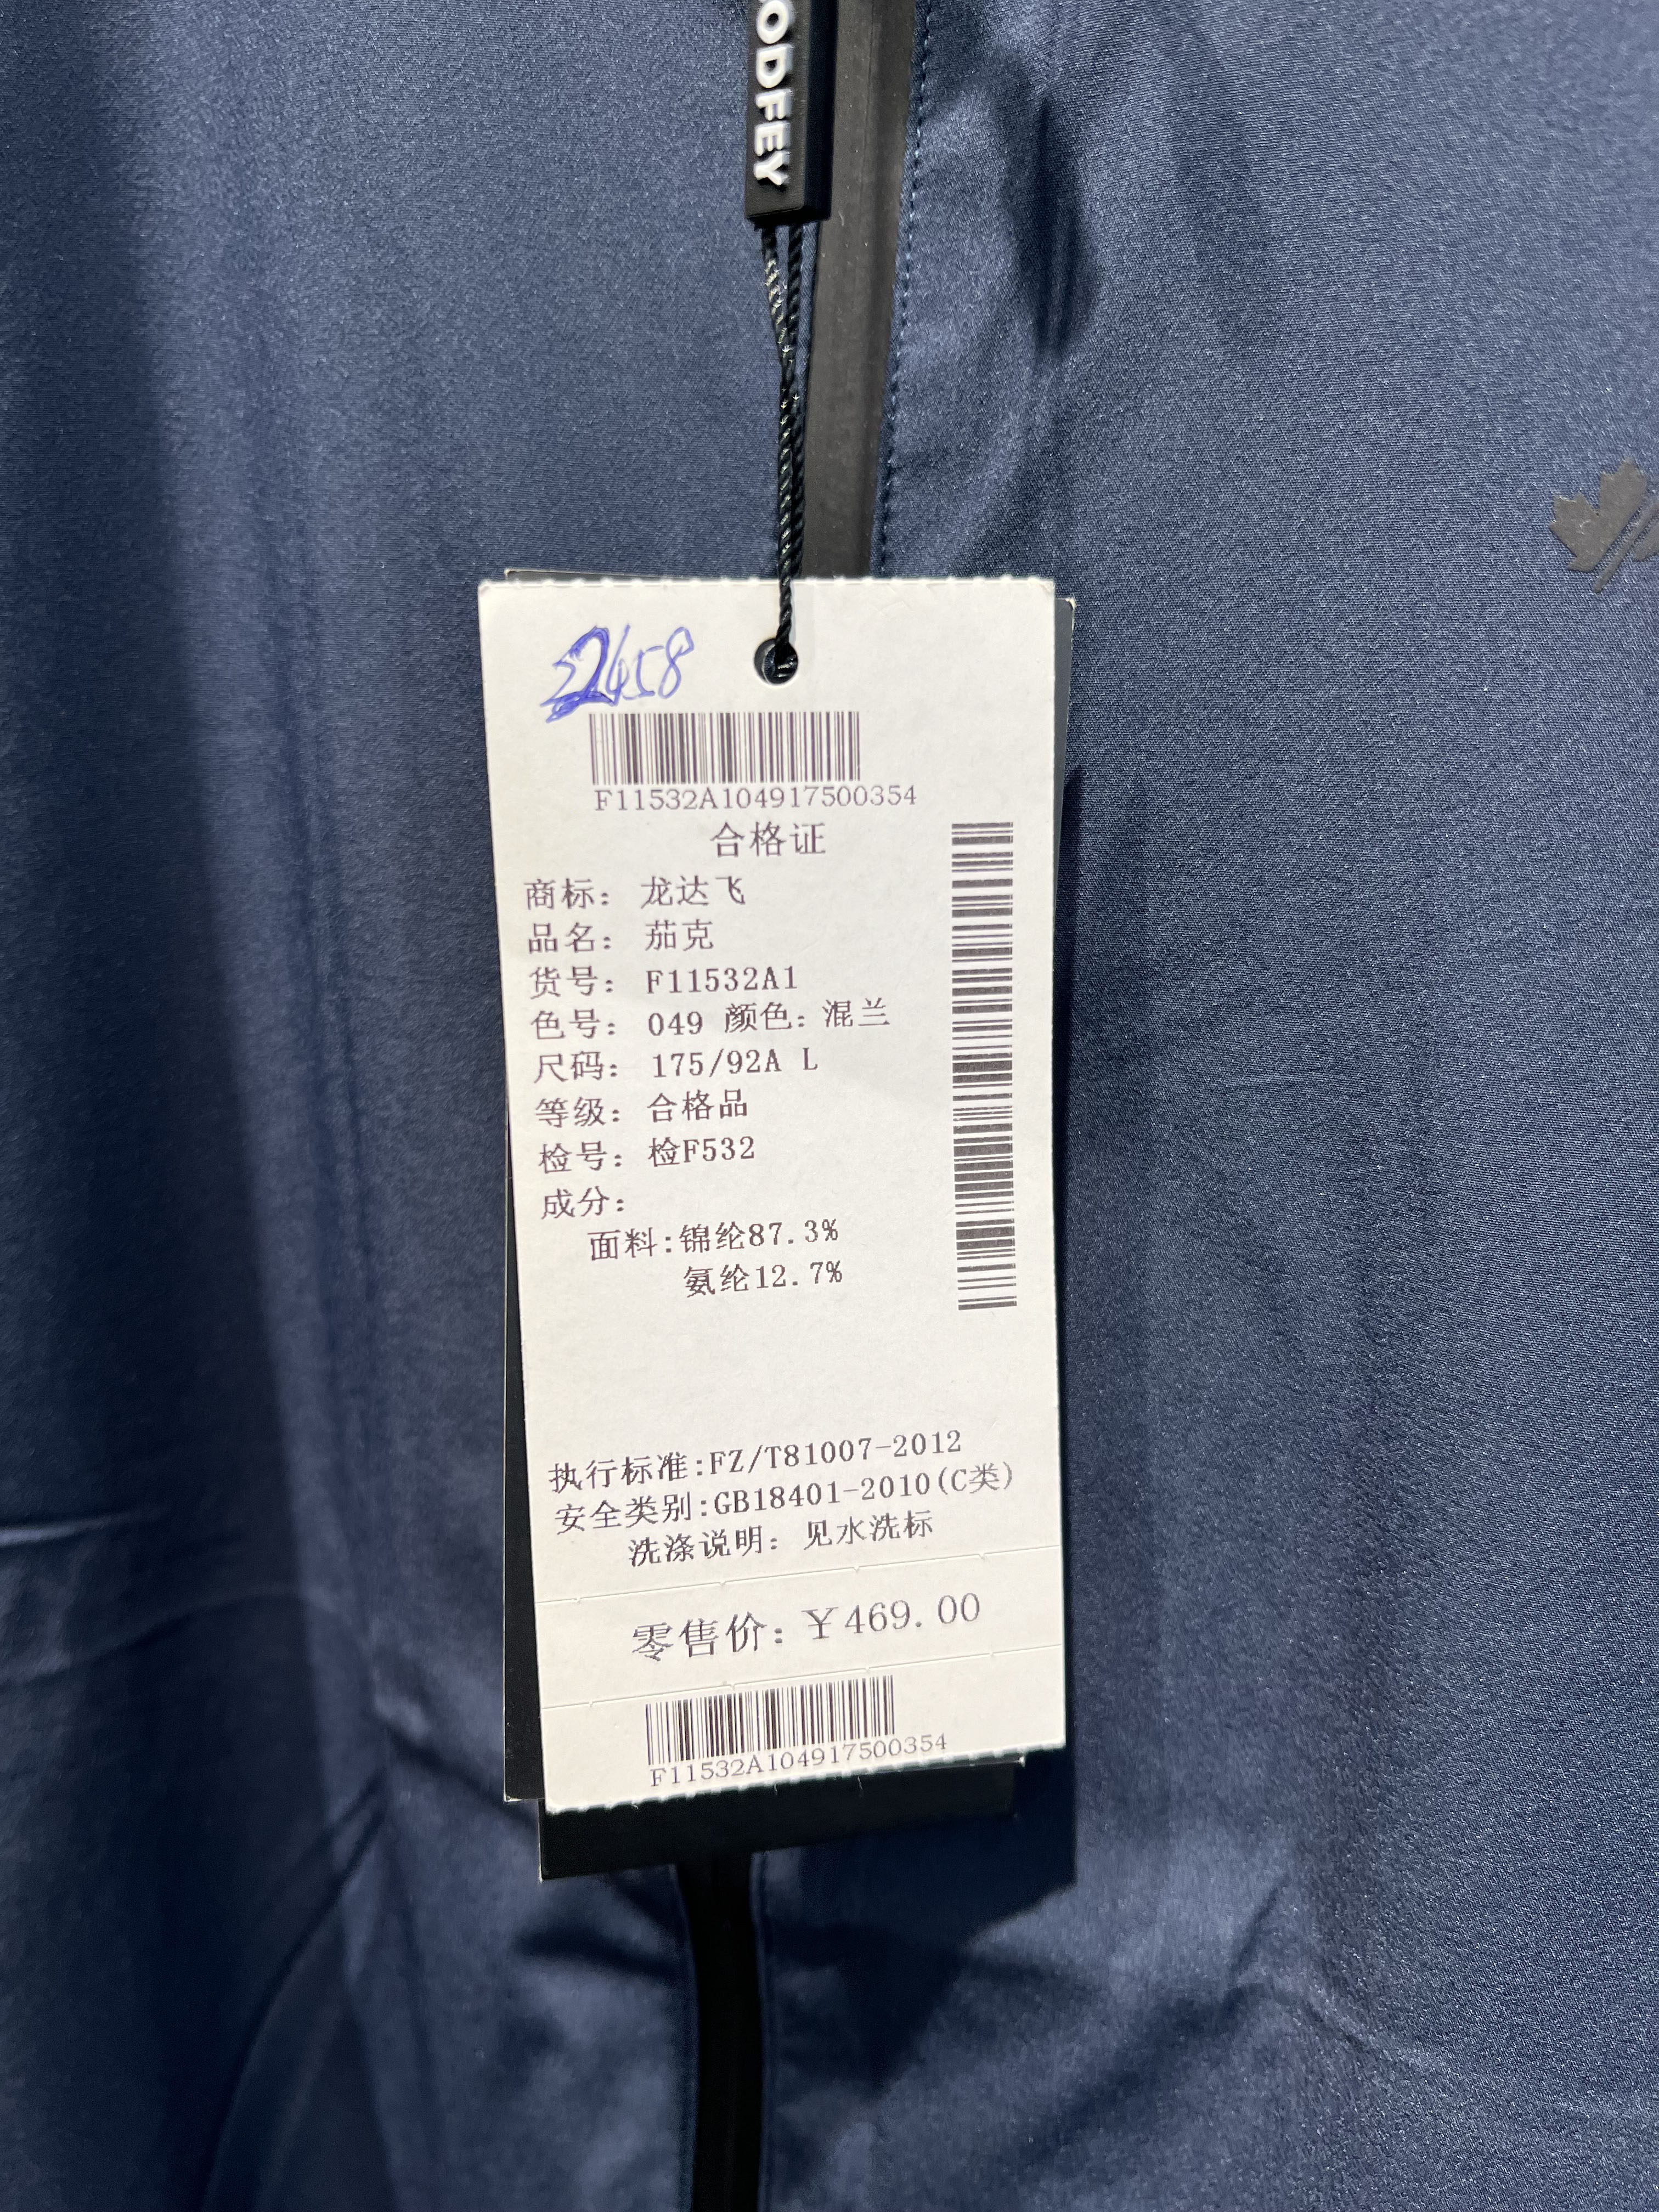 ODFEY
F11532A104917500354
合格证
商标： 龙达飞
品名： 茄克
货号： F11532A1
色号： 049 颜色：混兰
尺码： 175/92A L
等级：合格品
检号：检F532
成分：
面料:锦纶87.3%
氨纶12.7%
执行标准:FZ/T81007-2012
安全类别:GB18401-2010(C类)
洗涤说明：见水洗标
零售价：￥469.00
F11532A104917500354